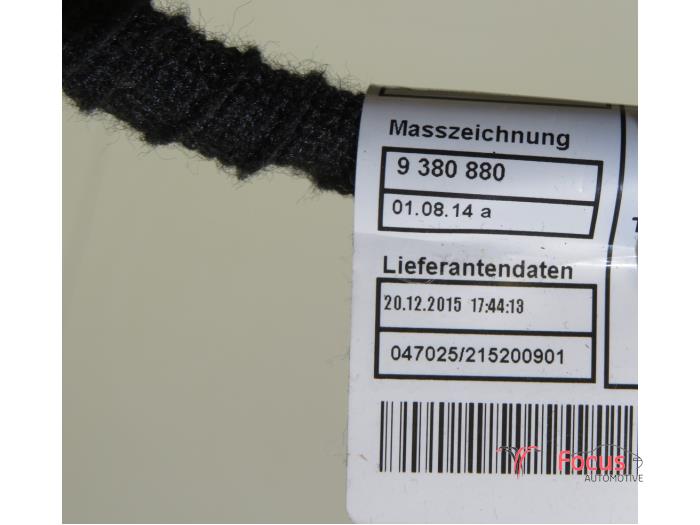 Masszeichnung
9 380 880
01.08.14 a
Lieferantendaten
20.12.2015 17:44:13
047025/215200901
Focus
AUTOMOTIVE